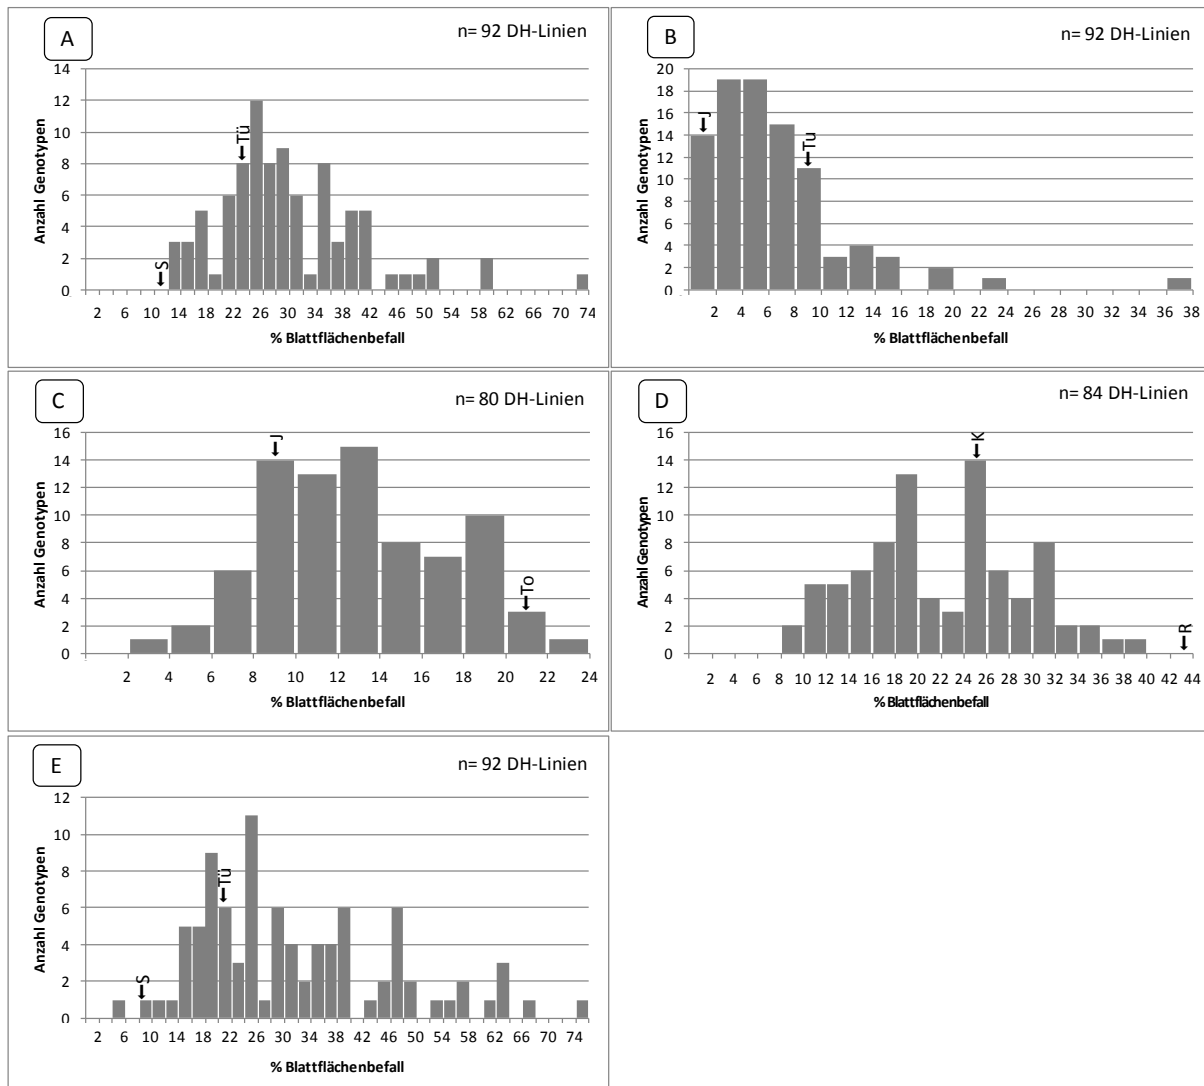 A
n= 92 DH-Linien
14
12
10
8
6
4
2
0
Anzahl Genotypen
S
Tü
2 6 10 14 18 22 26 30 34 38 42 46 50 54 58 62 66 70 74
% Blattflächenbefall
B
n= 92 DH-Linien
20
18
16
14
12
10
8
6
4
2
0
Anzahl Genotypen
J
Tu
0 2 4 6 8 10 12 14 16 18 20 22 24 26 28 30 32 34 36 38
% Blattflächenbefall
C
n= 80 DH-Linien
16
14
12
10
8
6
4
2
0
Anzahl Genotypen
J
To
2 4 6 8 10 12 14 16 18 20 22 24
% Blattflächenbefall
D
n= 84 DH-Linien
16
14
12
10
8
6
4
2
0
Anzahl Genotypen
K
R
2 4 6 8 10 12 14 16 18 20 22 24 26 28 30 32 34 36 38 40 42 44
% Blattflächenbefall
E
n= 92 DH-Linien
12
10
8
6
4
2
0
Anzahl Genotypen
S
Tü
2 6 10 14 18 22 26 30 34 38 42 46 50 54 58 62 66 70 74
% Blattflächenbefall